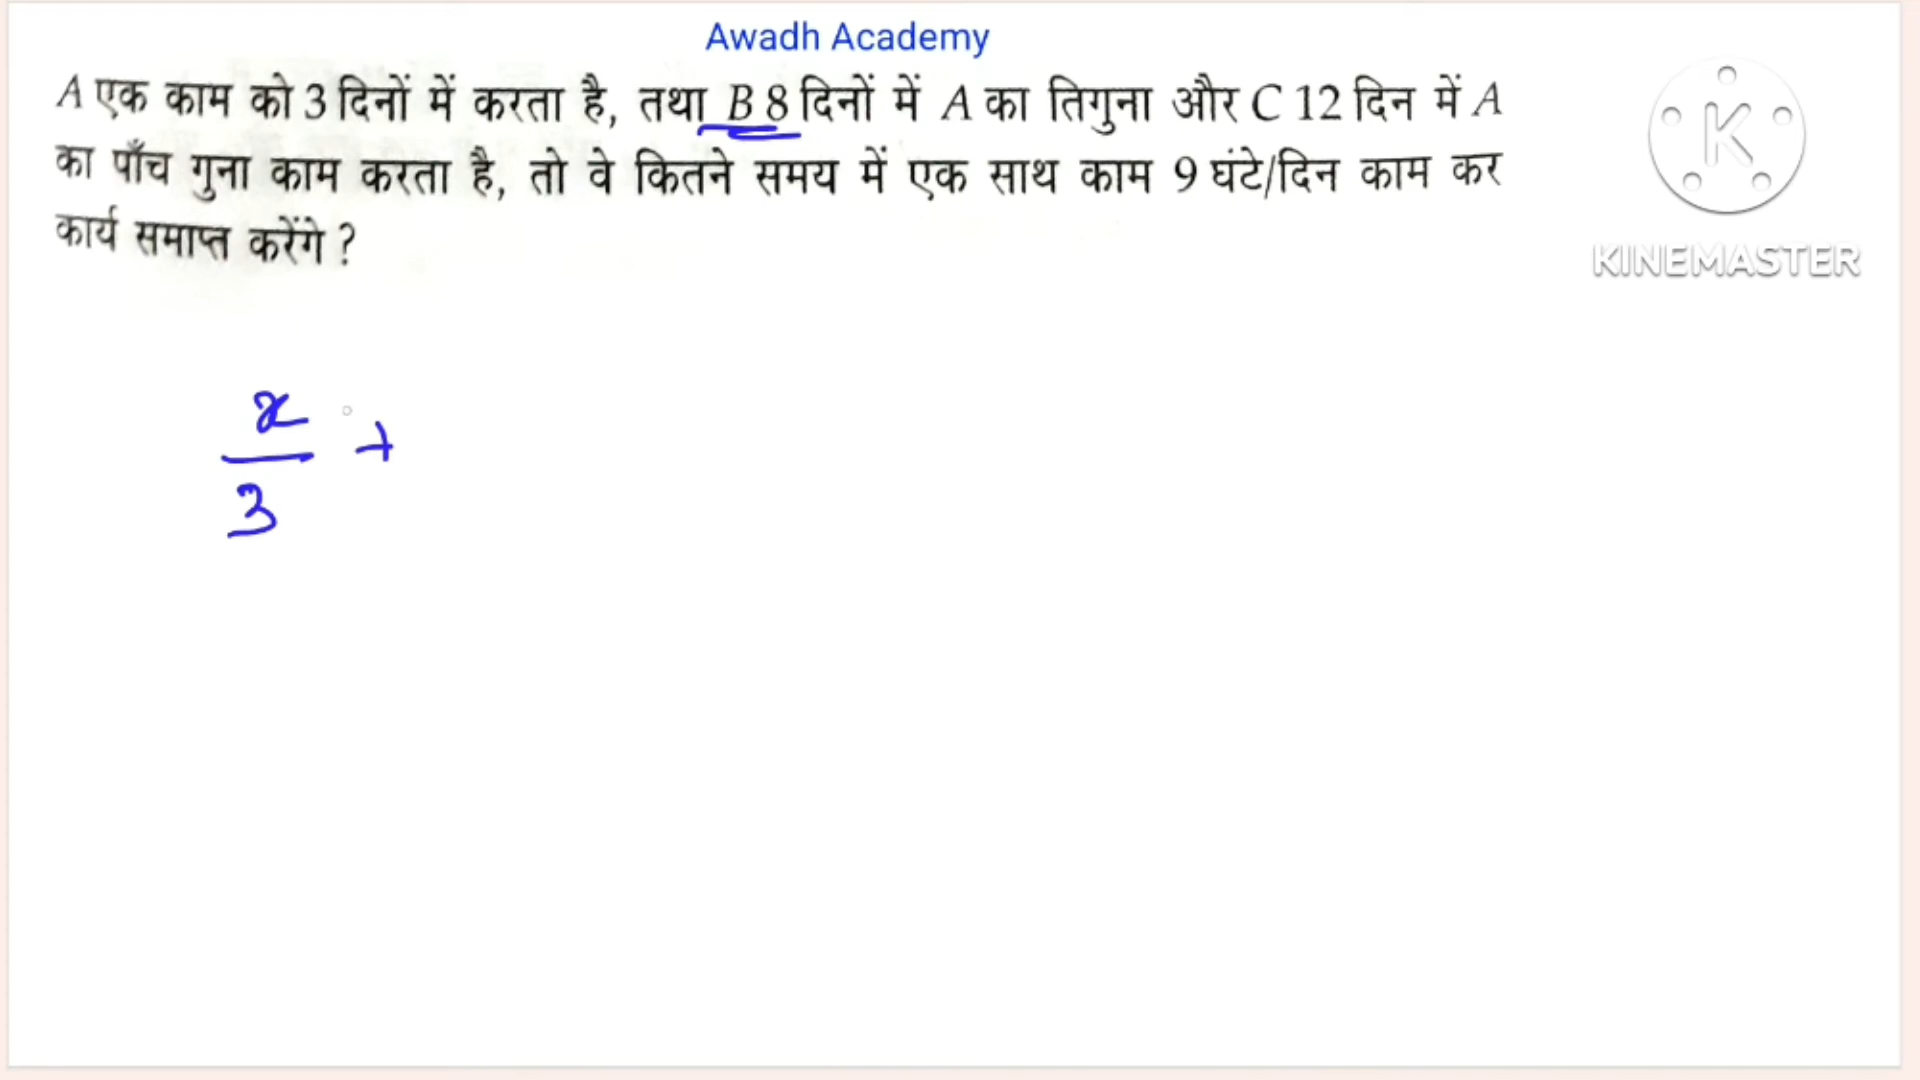 Awadh Academy
A एक काम को 3 दिनों में करता है, तथा B 8 दिनों में A का तिगुना और C 12 दिन में A
का पाँच गुना काम करता है, तो वे कितने समय में एक साथ काम 9 घंटे/दिन काम कर
कार्य समाप्त करेंगे ?
K
KINEMASTER
x
+
3